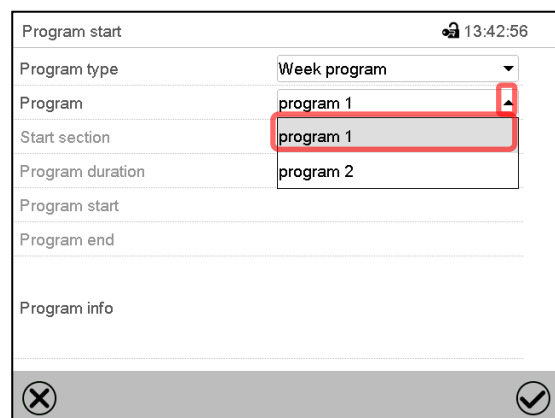 Program start 13:42:56
Program type Week program
Program program 1
Start section program 1
Program duration program 2
Program start
Program end
Program info